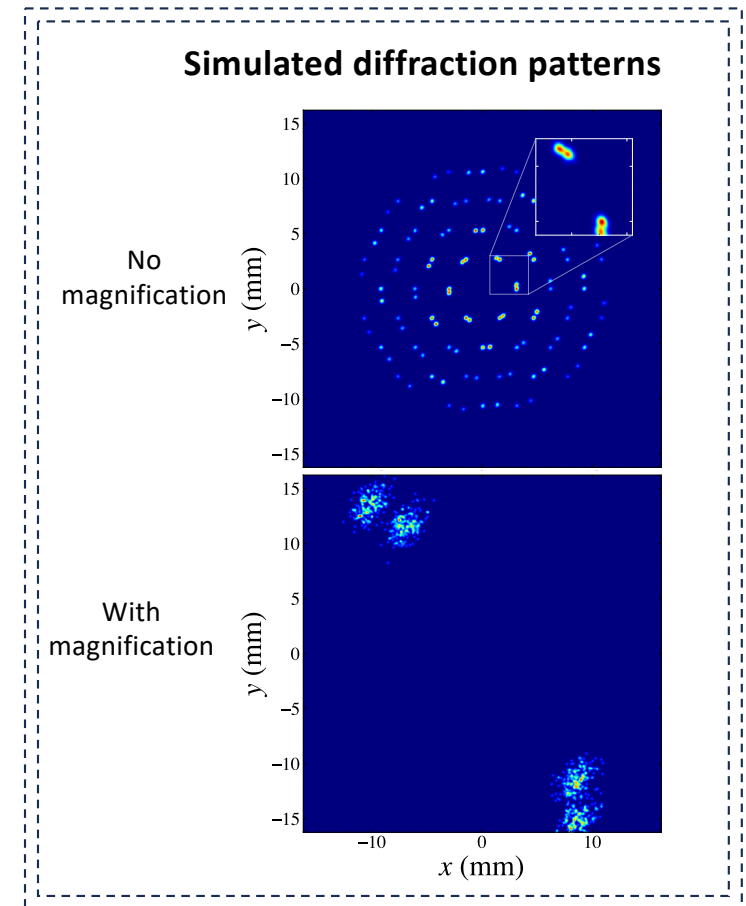 Simulated diffraction patterns
No
magnification
y (mm)
15
10
5
0
−5
−10
−15
With
magnification
y (mm)
15
10
5
0
−5
−10
−15
−10 0 10
x (mm)